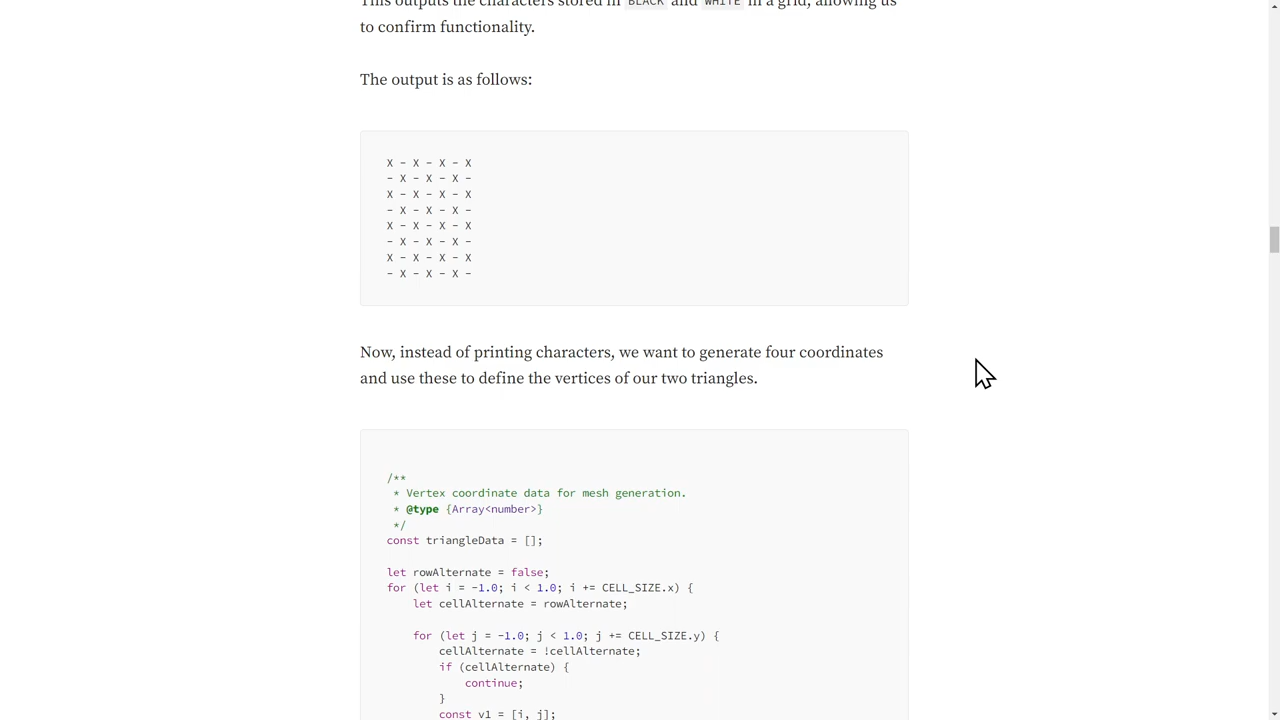 This outputs the characters stored in BLACK and WHITE in a grid, allowing us
to confirm functionality.
The output is as follows:
X - X - X - X
- X - X - X -
X - X - X - X
- X - X - X -
X - X - X - X
- X - X - X -
X - X - X - X
- X - X - X -
Now, instead of printing characters, we want to generate four coordinates
and use these to define the vertices of our two triangles.
/**
 * Vertex coordinate data for mesh generation.
 * @type {Array<number>}
 */
const triangleData = [];
let rowAlternate = false;
for (let i = -1.0; i < 1.0; i += CELL_SIZE.x) {
    let cellAlternate = rowAlternate;
    for (let j = -1.0; j < 1.0; j += CELL_SIZE.y) {
        cellAlternate = !cellAlternate;
        if (cellAlternate) {
            continue;
        }
        const v1 = [i, j];